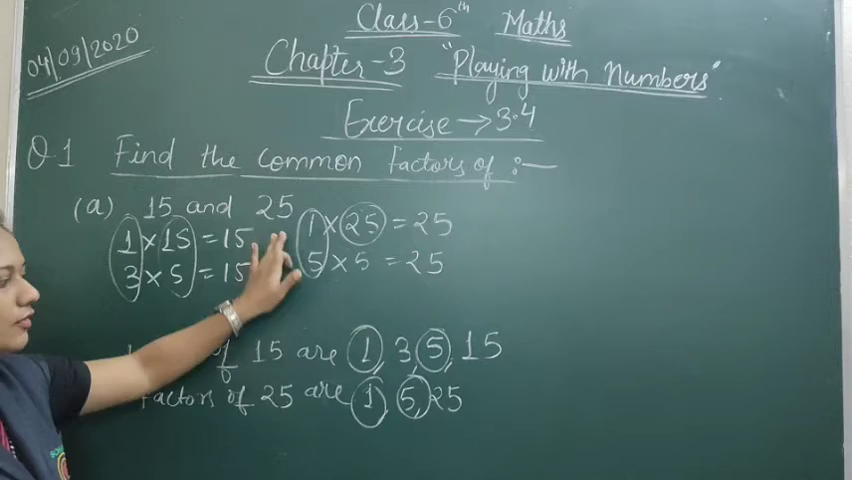 04/09/2020
Class-6th Maths
Chapter-3 "Playing with Numbers"
Exercise → 3.4
Q1 Find the common Factors of :—
(a) 15 and 25
1 × 15 = 15
3 × 5 = 15
1 × 25 = 25
5 × 5 = 25
of 15 are 1, 3, 5, 15
Factors of 25 are 1 5, 25